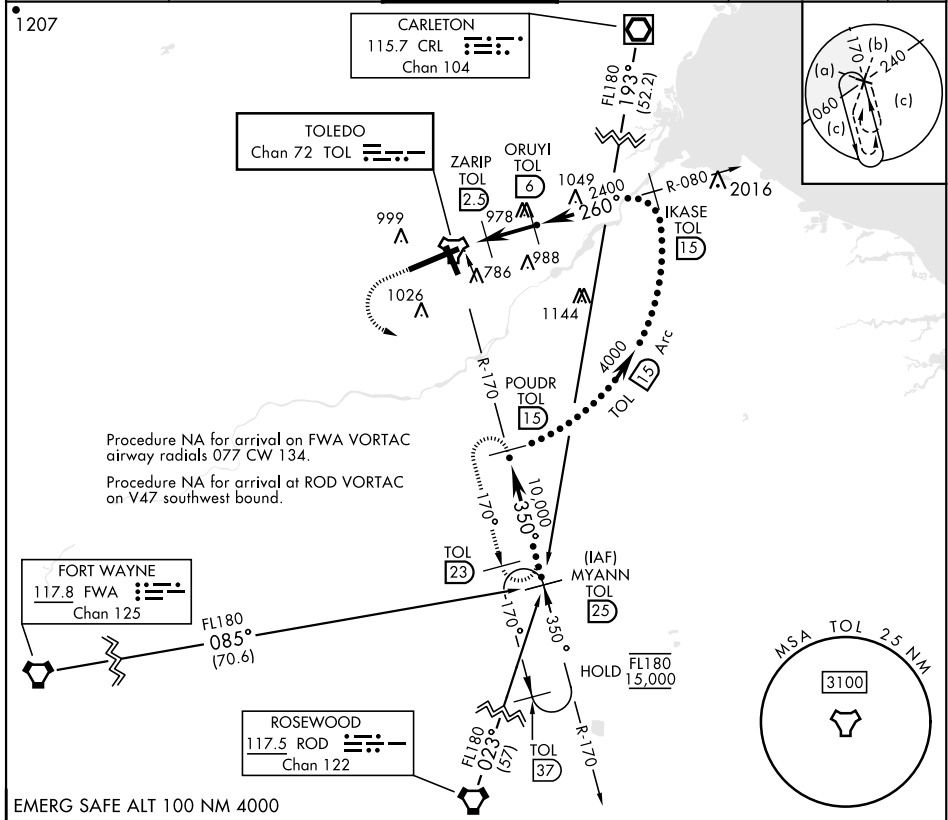 1207
CARLETON
115.7 CRL
Chan 104
FL180
193°
(52.2)
170
(b)
240
(a)
060
(c)
(c)
TOLEDO
Chan 72 TOL
ZARIP
TOL
2.5
ORUYI
TOL
6
1049
2400
260°
R-080
2016
IKASE
TOL
15
999
978
988
786
1026
1144
R-170
4000
TOL 15 Arc
POUDR
TOL
15
Procedure NA for arrival on FWA VORTAC
airway radials 077 CW 134.
Procedure NA for arrival at ROD VORTAC
on V47 southwest bound.
170°
10,000
350°
TOL
23
(IAF)
MYANN
TOL
25
FORT WAYNE
117.8 FWA
Chan 125
FL180
085°
(70.6)
170°
350°
HOLD FL180
15,000
MSA TOL 25 NM
3100
ROSEWOOD
117.5 ROD
Chan 122
FL180
023°
(57)
TOL
37
R-170
EMERG SAFE ALT 100 NM 4000